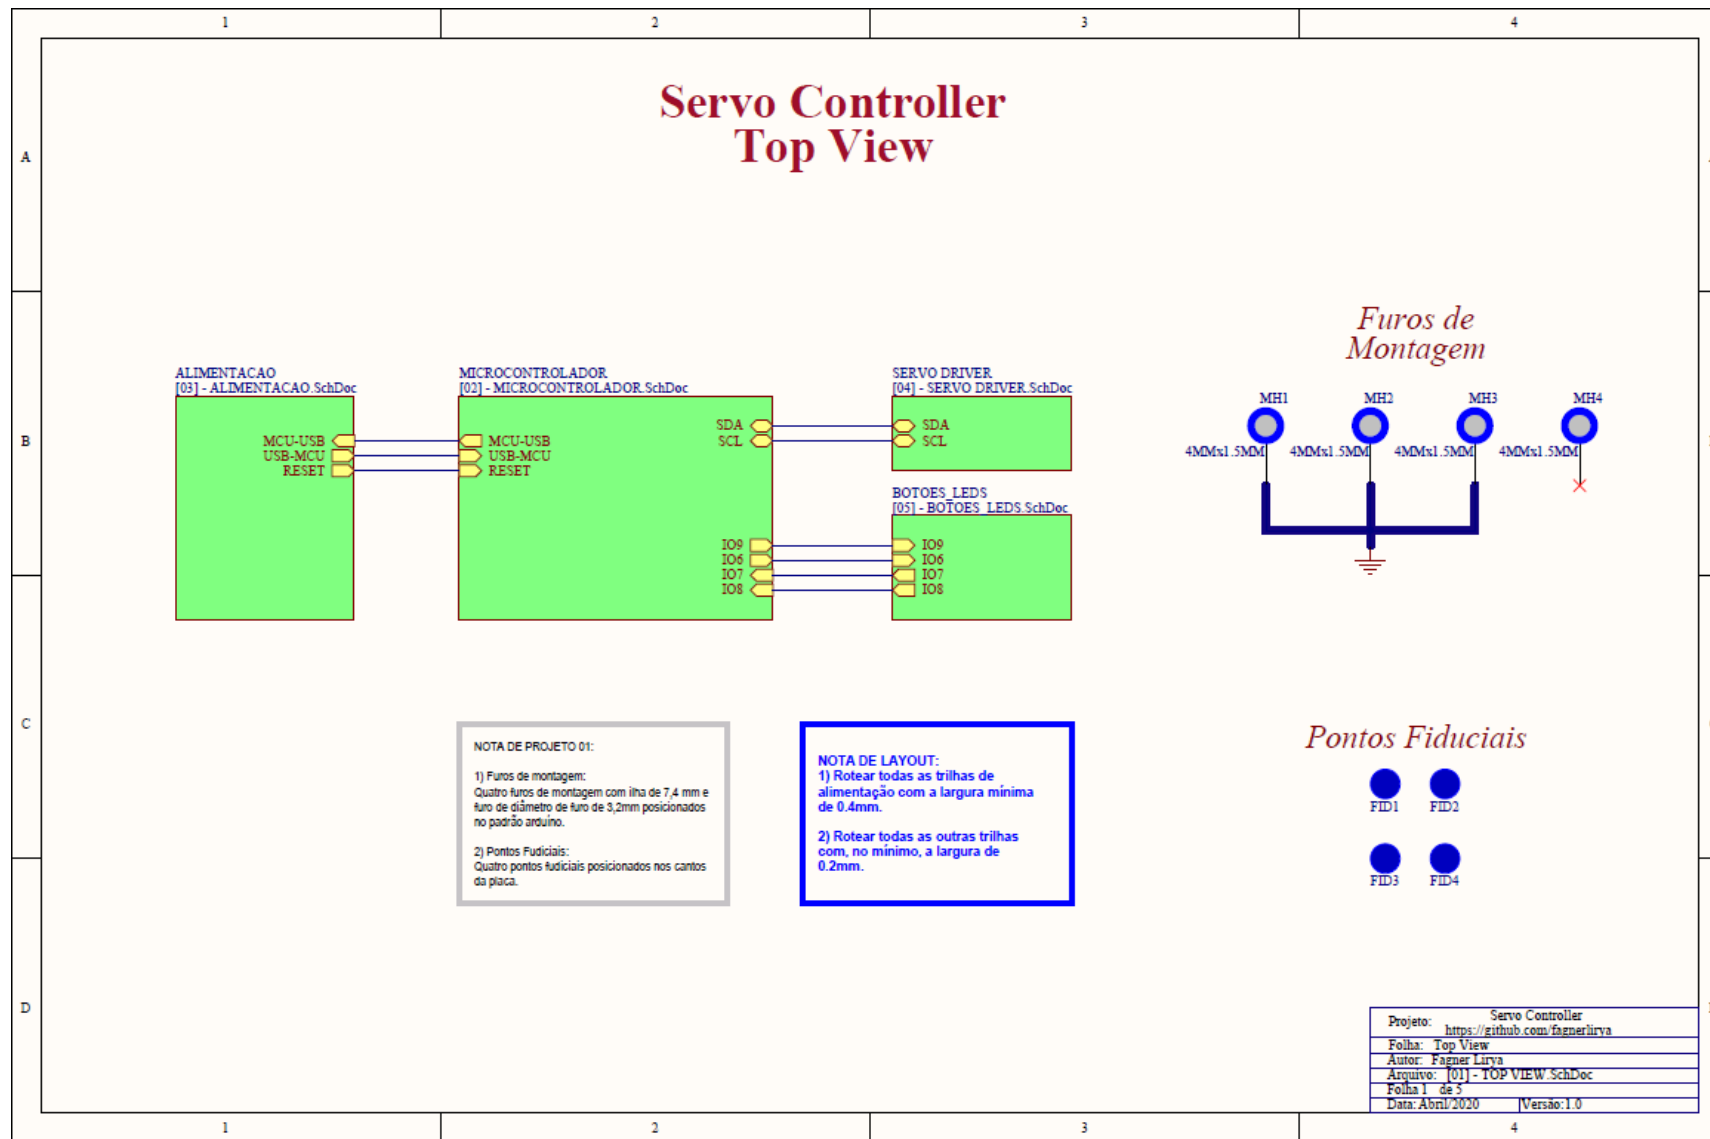 1 2 3 4
Servo Controller
Top View
A
B
C
D
ALIMENTACAO
[03] - ALIMENTACAO.SchDoc
MCU-USB
USB-MCU
RESET
MICROCONTROLADOR
[02] - MICROCONTROLADOR.SchDoc
MCU-USB
USB-MCU
RESET
SDA
SCL
IO9
IO6
IO7
IO8
SERVO DRIVER
[04] - SERVO DRIVER.SchDoc
SDA
SCL
BOTOES_LEDS
[05] - BOTOES_LEDS.SchDoc
IO9
IO6
IO7
IO8
Furos de
Montagem
MH1 MH2 MH3 MH4
4MMx1.5MM 4MMx1.5MM 4MMx1.5MM 4MMx1.5MM
NOTA DE PROJETO 01:
1) Furos de montagem:
Quatro furos de montagem com ilha de 7,4 mm e
furo de diâmetro de furo de 3,2mm posicionados
no padrão arduíno.
2) Pontos Fudiciais:
Quatro pontos fudiciais posicionados nos cantos
da placa.
NOTA DE LAYOUT:
1) Rotear todas as trilhas de
alimentação com a largura mínima
de 0.4mm.
2) Rotear todas as outras trilhas
com, no mínimo, a largura de
0.2mm.
Pontos Fiduciais
FID1 FID2
FID3 FID4
Projeto: Servo Controller
https://github.com/fagnerlirya
Folha: Top View
Autor: Fagner Lirya
Arquivo: [01] - TOP VIEW.SchDoc
Folha 1 de 5
Data: Abril/2020 Versão:1.0
1 2 3 4